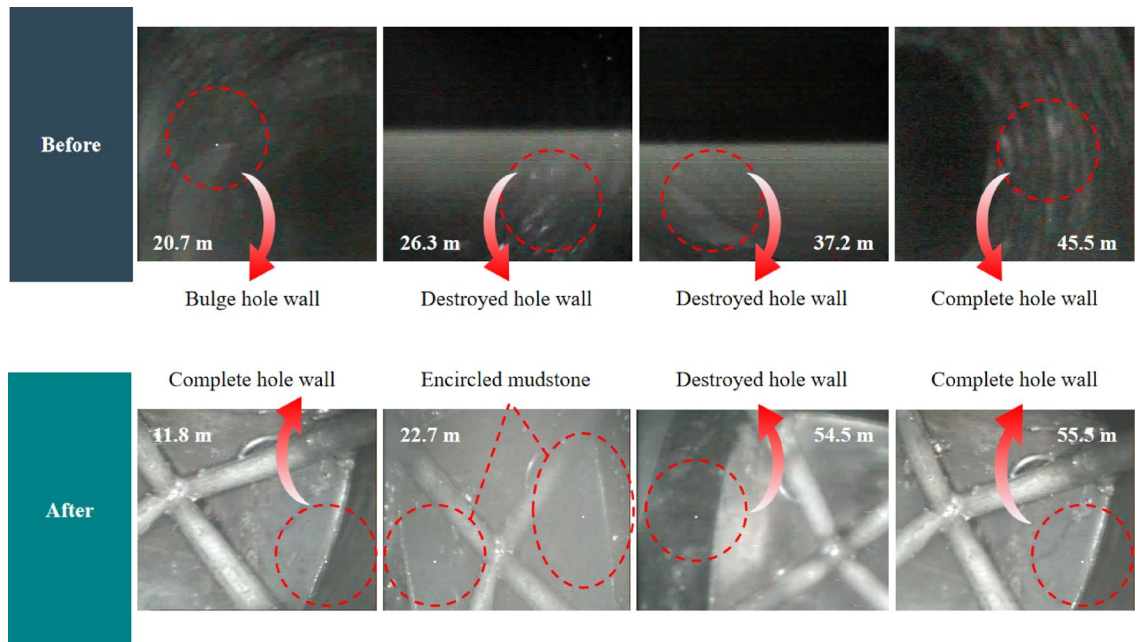 Before
20.7 m
26.3 m
37.2 m
45.5 m
Bulge hole wall
Destroyed hole wall
Destroyed hole wall
Complete hole wall
After
Complete hole wall
Encircled mudstone
Destroyed hole wall
Complete hole wall
11.8 m
22.7 m
54.5 m
55.5 m